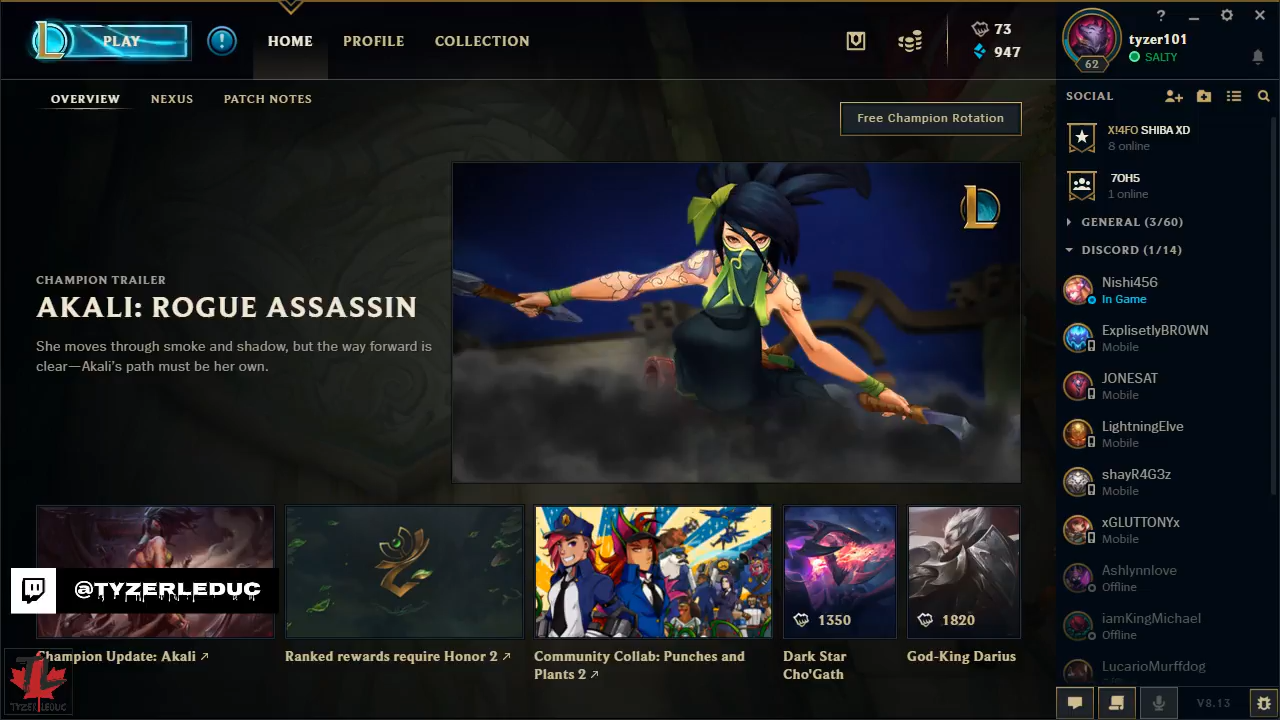 PLAY
!
HOME
PROFILE
COLLECTION
73
947
62
?
tyzer101
SALTY
OVERVIEW
NEXUS
PATCH NOTES
Free Champion Rotation
SOCIAL
X!4FO SHIBA XD
8 online
7OH5
1 online
GENERAL (3/60)
DISCORD (1/14)
Nishi456
In Game
ExplisetlyBR0WN
Mobile
JONESAT
Mobile
LightningElve
Mobile
shayR4G3z
Mobile
xGLUTTONYx
Mobile
Ashlynnlove
Offline
iamKingMichael
Offline
LucarioMurffdog
CHAMPION TRAILER
AKALI: ROGUE ASSASSIN
She moves through smoke and shadow, but the way forward is
clear—Akali's path must be her own.
@TYZERLEDUC
1350
1820
Champion Update: Akali
Ranked rewards require Honor 2
Community Collab: Punches and
Plants 2
Dark Star
Cho'Gath
God-King Darius
TYZERLEDUC
V8.13